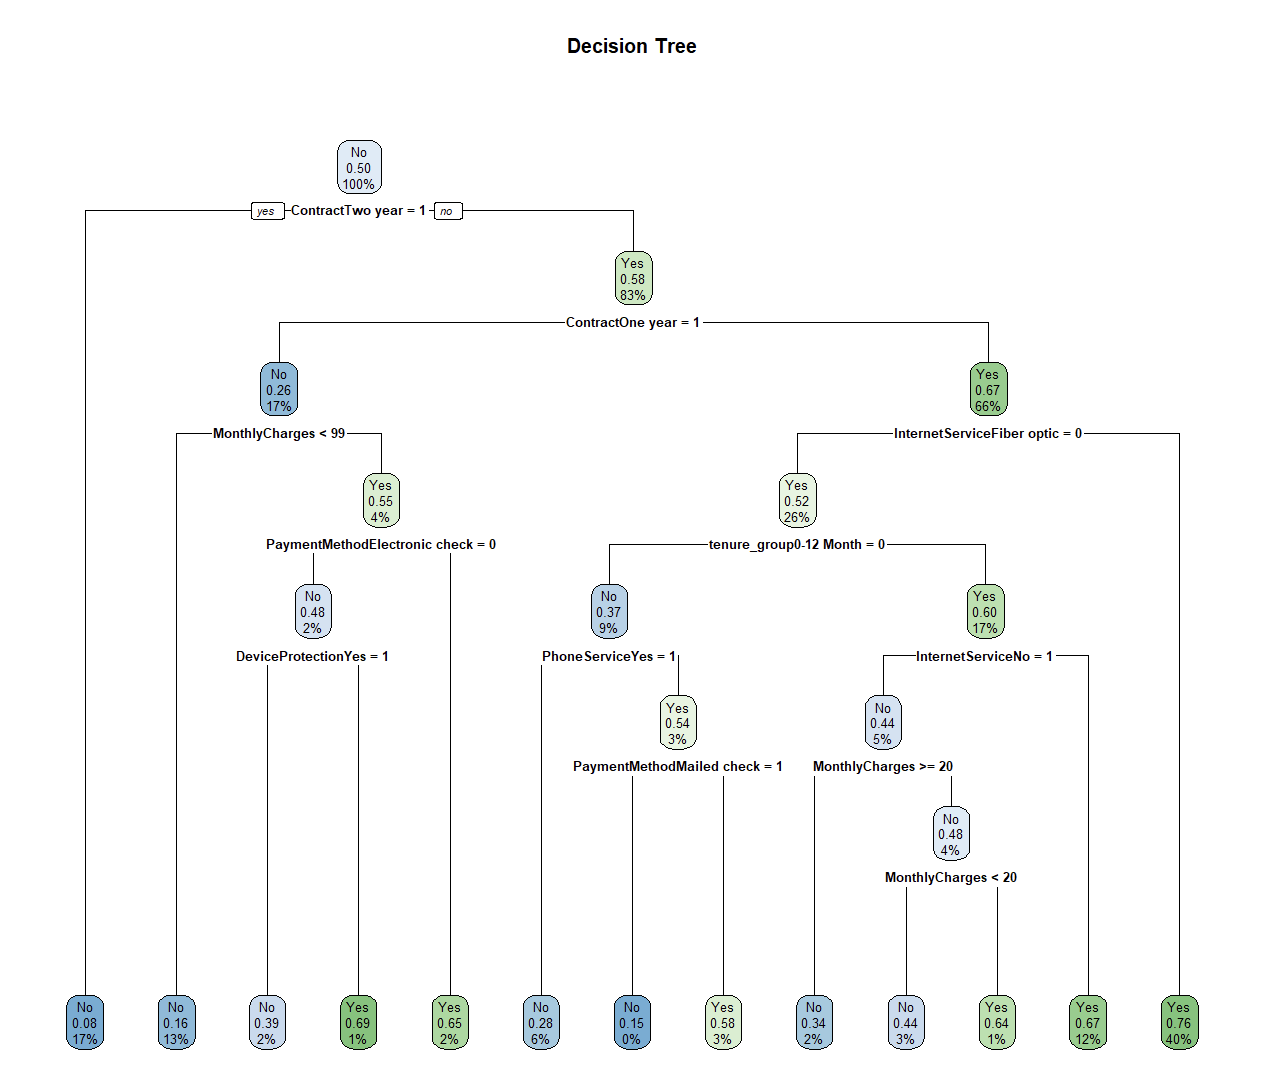 Decision Tree
No
0.50
100%
yes ContractTwo year = 1 no
Yes
0.58
83%
ContractOne year = 1
No
0.26
17%
Yes
0.67
66%
MonthlyCharges < 99
InternetServiceFiber optic = 0
Yes
0.55
4%
Yes
0.52
26%
PaymentMethodElectronic check = 0
tenure_group0-12 Month = 0
No
0.48
2%
No
0.37
9%
Yes
0.60
17%
DeviceProtectionYes = 1
PhoneServiceYes = 1
InternetServiceNo = 1
Yes
0.54
3%
No
0.44
5%
PaymentMethodMailed check = 1
MonthlyCharges >= 20
No
0.48
4%
MonthlyCharges < 20
No
0.08
17%
No
0.16
13%
No
0.39
2%
Yes
0.69
1%
Yes
0.65
2%
No
0.28
6%
No
0.15
0%
Yes
0.58
3%
No
0.34
2%
No
0.44
3%
Yes
0.64
1%
Yes
0.67
12%
Yes
0.76
40%